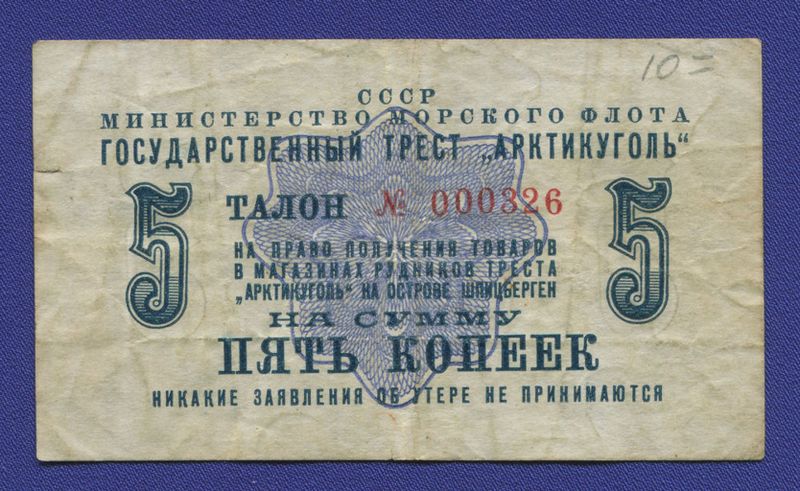 10=
СССР
МИНИСТЕРСТВО МОРСКОГО ФЛОТА
ГОСУДАРСТВЕННЫЙ ТРЕСТ „АРКТИКУГОЛЬ“
5 ТАЛОН № 000326 5
НА ПРАВО ПОЛУЧЕНИЯ ТОВАРОВ
В МАГАЗИНАХ РУДНИКОВ ТРЕСТА
„АРКТИКУГОЛЬ“ НА ОСТРОВЕ ШПИЦБЕРГЕН
НА СУММУ
ПЯТЬ КОПЕЕК
НИКАКИЕ ЗАЯВЛЕНИЯ ОБ УТЕРЕ НЕ ПРИНИМАЮТСЯ